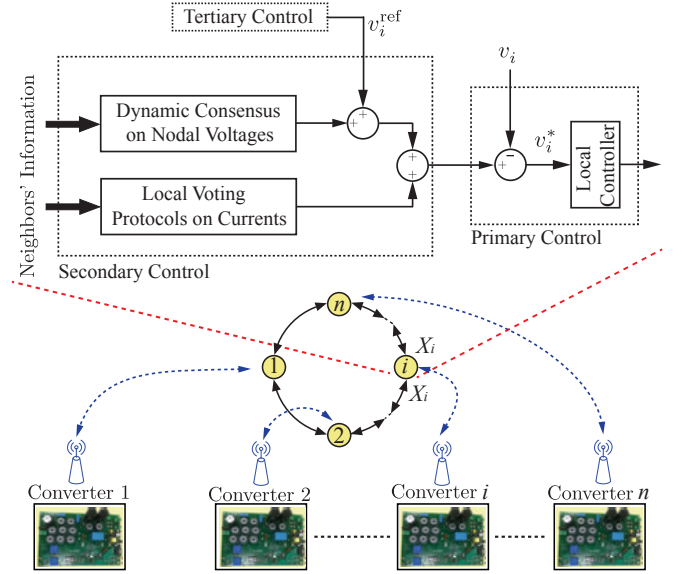 Tertiary Control
v_i^ref
v_i
Neighbors' Information
Dynamic Consensus
on Nodal Voltages
+
+
+
+
+
−
v_i^*
Local
Controller
Local Voting
Protocols on Currents
Primary Control
Secondary Control
n
X_i
1
i
X_i
2
Converter 1
Converter 2
Converter i
Converter n